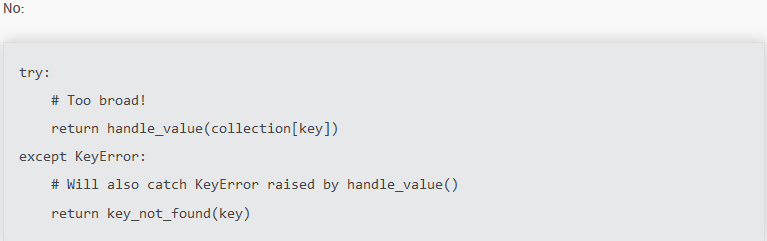 No:
try:
    # Too broad!
    return handle_value(collection[key])
except KeyError:
    # Will also catch KeyError raised by handle_value()
    return key_not_found(key)